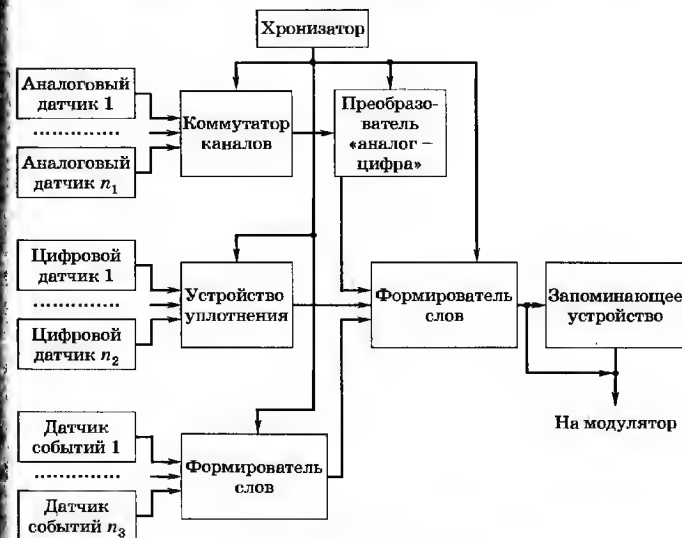 Хронизатор
Аналоговый
датчик 1
Аналоговый
датчик n₁
Коммутатор
каналов
Преобразо-
ватель
«аналог –
цифра»
Цифровой
датчик 1
Цифровой
датчик n₂
Устройство
уплотнения
Формирователь
слов
Запоминающее
устройство
На модулятор
Датчик
событий 1
Датчик
событий n₃
Формирователь
слов